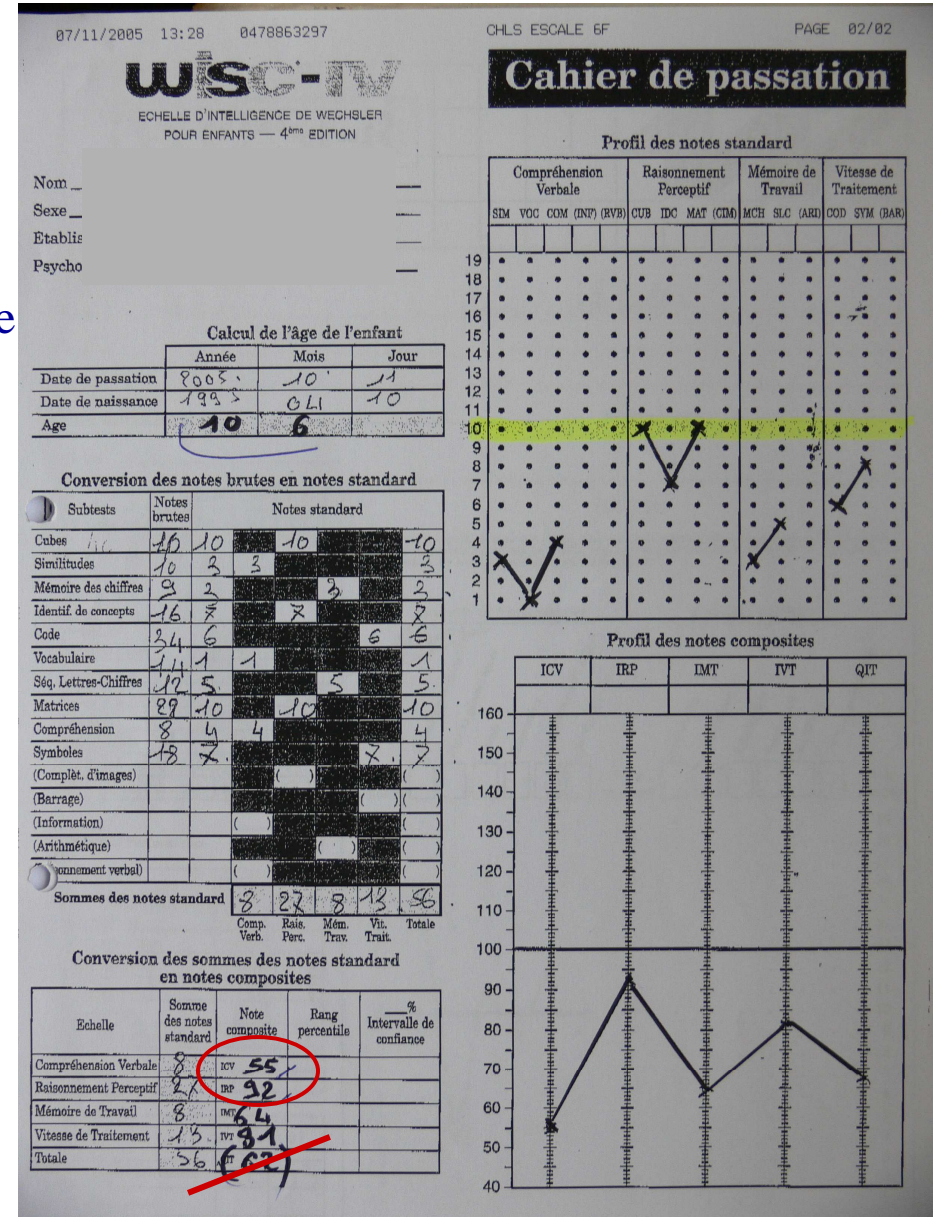 07/11/2005 13:28 0478863297 CHLS ESCALE 6F PAGE 02/02
WISC-IV
ECHELLE D'INTELLIGENCE DE WECHSLER
POUR ENFANTS — 4ème EDITION
Nom
Sexe
Etablis
Psycho
e
Calcul de l'âge de l'enfant
Année Mois Jour
Date de passation 2005 10 11
Date de naissance 1995 04 10
Age 10 6
Conversion des notes brutes en notes standard
Subtests Notes brutes Notes standard
Cubes 10 10 10
Similitudes 10 3 3 3
Mémoire des chiffres 9 3
Identif. de concepts 16 7 7 7
Code 34 6 6 6
Vocabulaire 14 1 1 1
Séq. Lettres-Chiffres 12 5 5 5
Matrices 22 10 10 10
Compréhension 8 4 4 4
Symboles 18 7 7 7
(Complèt. d'images) ( ) ( )
(Barrage) ( ) ( )
(Information) ( ) ( )
(Arithmétique) ( ) ( )
onnement verbal) ( ) ( )
Sommes des notes standard 8 27 8 13 56
Comp. Verb. Rais. Perc. Mém. Trav. Vit. Trait. Totale
Conversion des sommes des notes standard
en notes composites
Echelle Somme des notes standard Note composite Rang percentile __% Intervalle de confiance
Compréhension Verbale 8 ICV 55
Raisonnement Perceptif 27 IRP 92
Mémoire de Travail 8 IMT 64
Vitesse de Traitement 13 IVT 81
Totale 56 (62)
Cahier de passation
Profil des notes standard
Compréhension Verbale Raisonnement Perceptif Mémoire de Travail Vitesse de Traitement
SIM VOC COM (INF) (RVB) CUB IDC MAT (CIM) MCH SLC (ARI) COD SYM (BAR)
19
18
17
16
15
14
13
12
11
10
9
8
7
6
5
4
3
2
1
Profil des notes composites
ICV IRP IMT IVT QIT
160
150
140
130
120
110
100
90
80
70
60
50
40